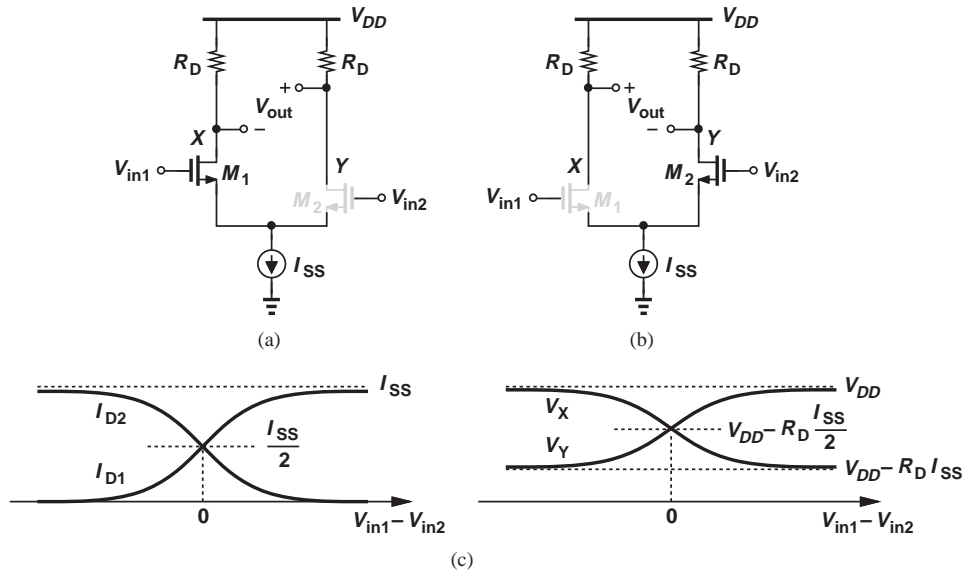 V_DD
R_D
R_D
+
V_out
−
X
Y
V_in1
M_1
M_2
V_in2
I_SS
(a)
V_DD
R_D
R_D
+
V_out
−
X
Y
V_in1
M_1
M_2
V_in2
I_SS
(b)
I_SS
I_D2
I_SS
2
I_D1
0
V_in1 − V_in2
V_DD
V_X
V_DD − R_D I_SS
2
V_Y
V_DD − R_D I_SS
0
V_in1 − V_in2
(c)